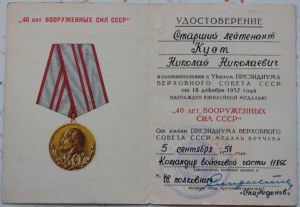 "40 лет ВООРУЖЕННЫХ СИЛ СССР"
40
УДОСТОВЕРЕНИЕ
Старший лейтенант
Куст
Николай Николаевич
в соответствии с Указом ПРЕЗИДИУМА
ВЕРХОВНОГО СОВЕТА СССР
от 18 декабря 1957 года
НАГРАЖДЕН ЮБИЛЕЙНОЙ МЕДАЛЬЮ
"40 лет ВООРУЖЕННЫХ
СИЛ СССР"
От имени ПРЕЗИДИУМА ВЕРХОВНОГО
СОВЕТА СССР МЕДАЛЬ ВРУЧЕНА
5 сентября 1958 г.
Командир войсковой части
полковник